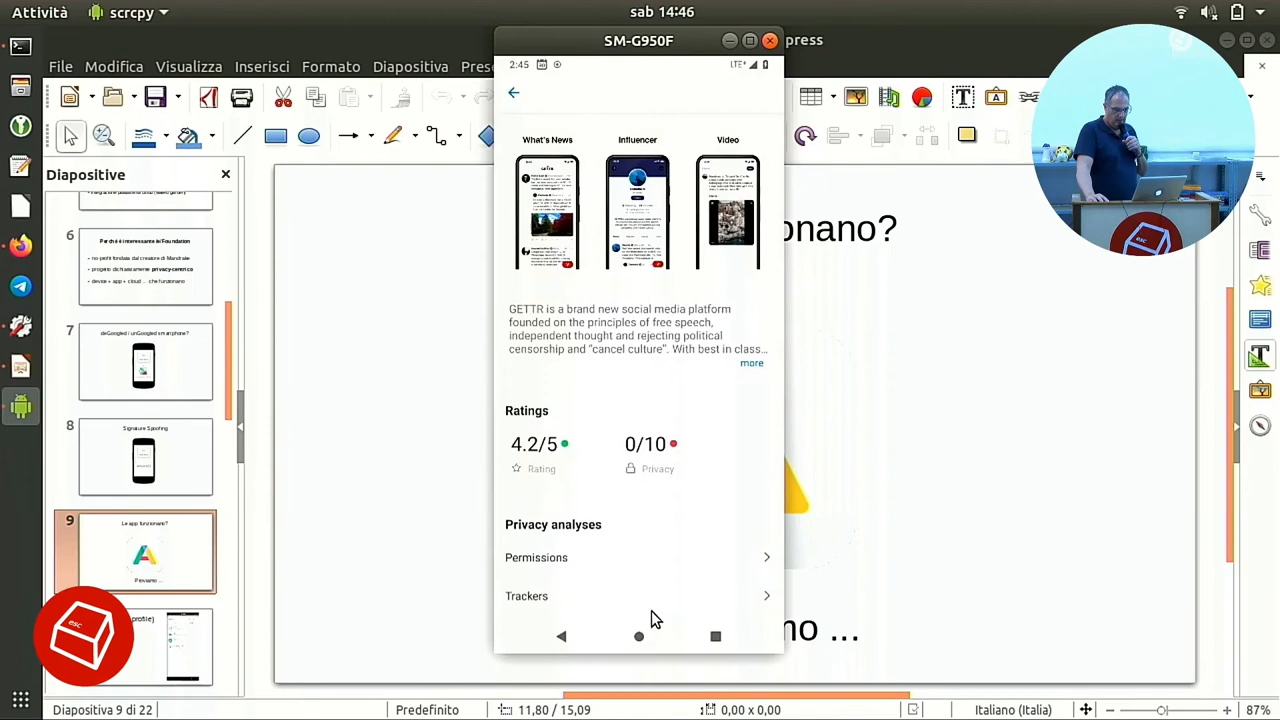 Attività
scrcpy
sab 14:46
SM-G950F
press
File
Modifica
Visualizza
Inserisci
Formato
Diapositiva
Pres
2:45
LTE+
What's News
Influencer
Video
GETTR is a brand new social media platform
founded on the principles of free speech,
independent thought and rejecting political
censorship and “cancel culture”. With best in class...
more
Ratings
4.2/5
0/10
Rating
Privacy
Privacy analyses
Permissions
Trackers
onano?
no ...
Diapositive
6
Perché è interessante /e/Foundation
no-profit fondata dal creatore di Mandrake
progetto dichiaratamente privacy-centrico
device + app + cloud ... che funzionano
7
deGoogled / unGoogled smartphone?
8
Signature Spoofing
9
Le app funzionano?
Proviamo ...
profile)
esc
esc
Diapositiva 9 di 22
Predefinito
11,80 / 15,09
0,00 x 0,00
Italiano (Italia)
87%